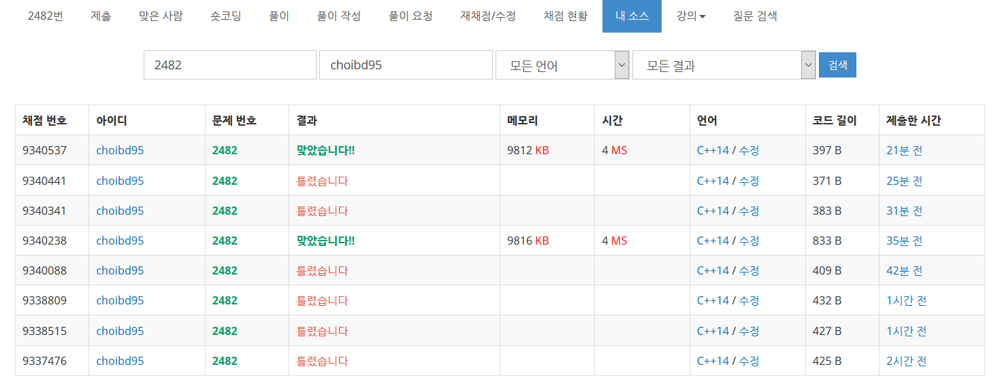 2482번 제출 맞은 사람 숏코딩 풀이 풀이 작성 풀이 요청 재채점/수정 채점 현황 내 소스 강의 질문 검색
2482 choibd95 모든 언어 모든 결과 검색
채점 번호 아이디 문제 번호 결과 메모리 시간 언어 코드 길이 제출한 시간
9340537 choibd95 2482 맞았습니다!! 9812 KB 4 MS C++14 / 수정 397 B 21분 전
9340441 choibd95 2482 틀렸습니다 C++14 / 수정 371 B 25분 전
9340341 choibd95 2482 틀렸습니다 C++14 / 수정 383 B 31분 전
9340238 choibd95 2482 맞았습니다!! 9816 KB 4 MS C++14 / 수정 833 B 35분 전
9340088 choibd95 2482 틀렸습니다 C++14 / 수정 409 B 42분 전
9338809 choibd95 2482 틀렸습니다 C++14 / 수정 432 B 1시간 전
9338515 choibd95 2482 틀렸습니다 C++14 / 수정 427 B 1시간 전
9337476 choibd95 2482 틀렸습니다 C++14 / 수정 425 B 2시간 전